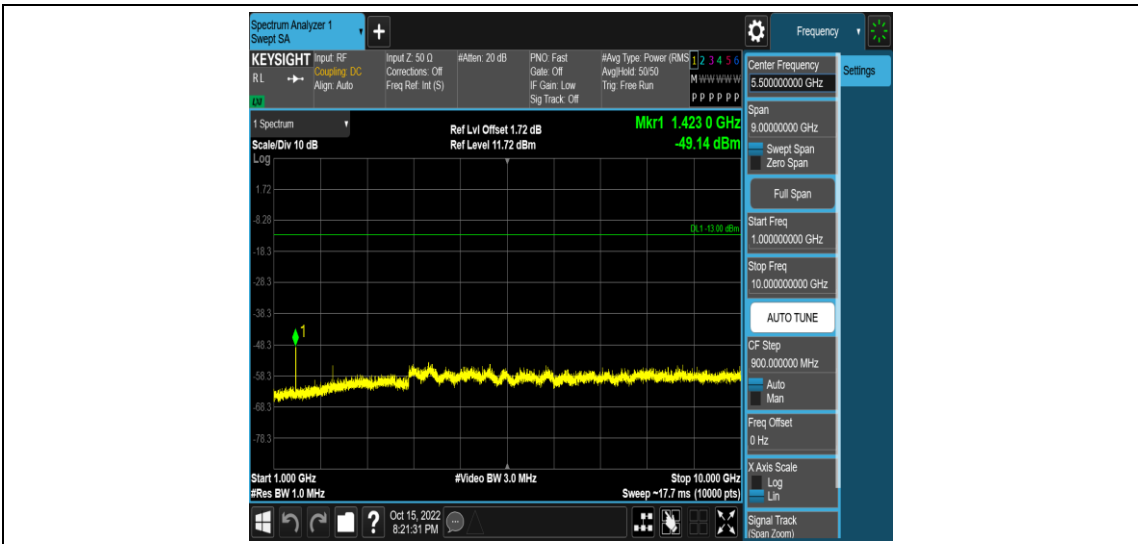 Spectrum Analyzer 1
Swept SA
+
Frequency
KEYSIGHT
RL
LXI
Input: RF
Coupling: DC
Align: Auto
Input Z: 50 Ω
Corrections: Off
Freq Ref: Int (S)
#Atten: 20 dB
PNO: Fast
Gate: Off
IF Gain: Low
Sig Track: Off
#Avg Type: Power (RMS
Avg|Hold: 50/50
Trig: Free Run
1 2 3 4 5 6
M W W W W W
P P P P P P
Center Frequency
5.500000000 GHz
Settings
Span
9.00000000 GHz
Swept Span
Zero Span
Full Span
Start Freq
1.000000000 GHz
Stop Freq
10.000000000 GHz
AUTO TUNE
CF Step
900.000000 MHz
Auto
Man
Freq Offset
0 Hz
X Axis Scale
Log
Lin
Signal Track
(Span Zoom)
1 Spectrum
Scale/Div 10 dB
Log
Ref Lvl Offset 1.72 dB
Ref Level 11.72 dBm
Mkr1 1.423 0 GHz
-49.14 dBm
1.72
-8.28
DL1 -13.00 dBm
-18.3
-28.3
-38.3
1
-48.3
-58.3
-68.3
-78.3
Start 1.000 GHz
#Res BW 1.0 MHz
#Video BW 3.0 MHz
Stop 10.000 GHz
Sweep ~17.7 ms (10000 pts)
?
Oct 15, 2022
8:21:31 PM